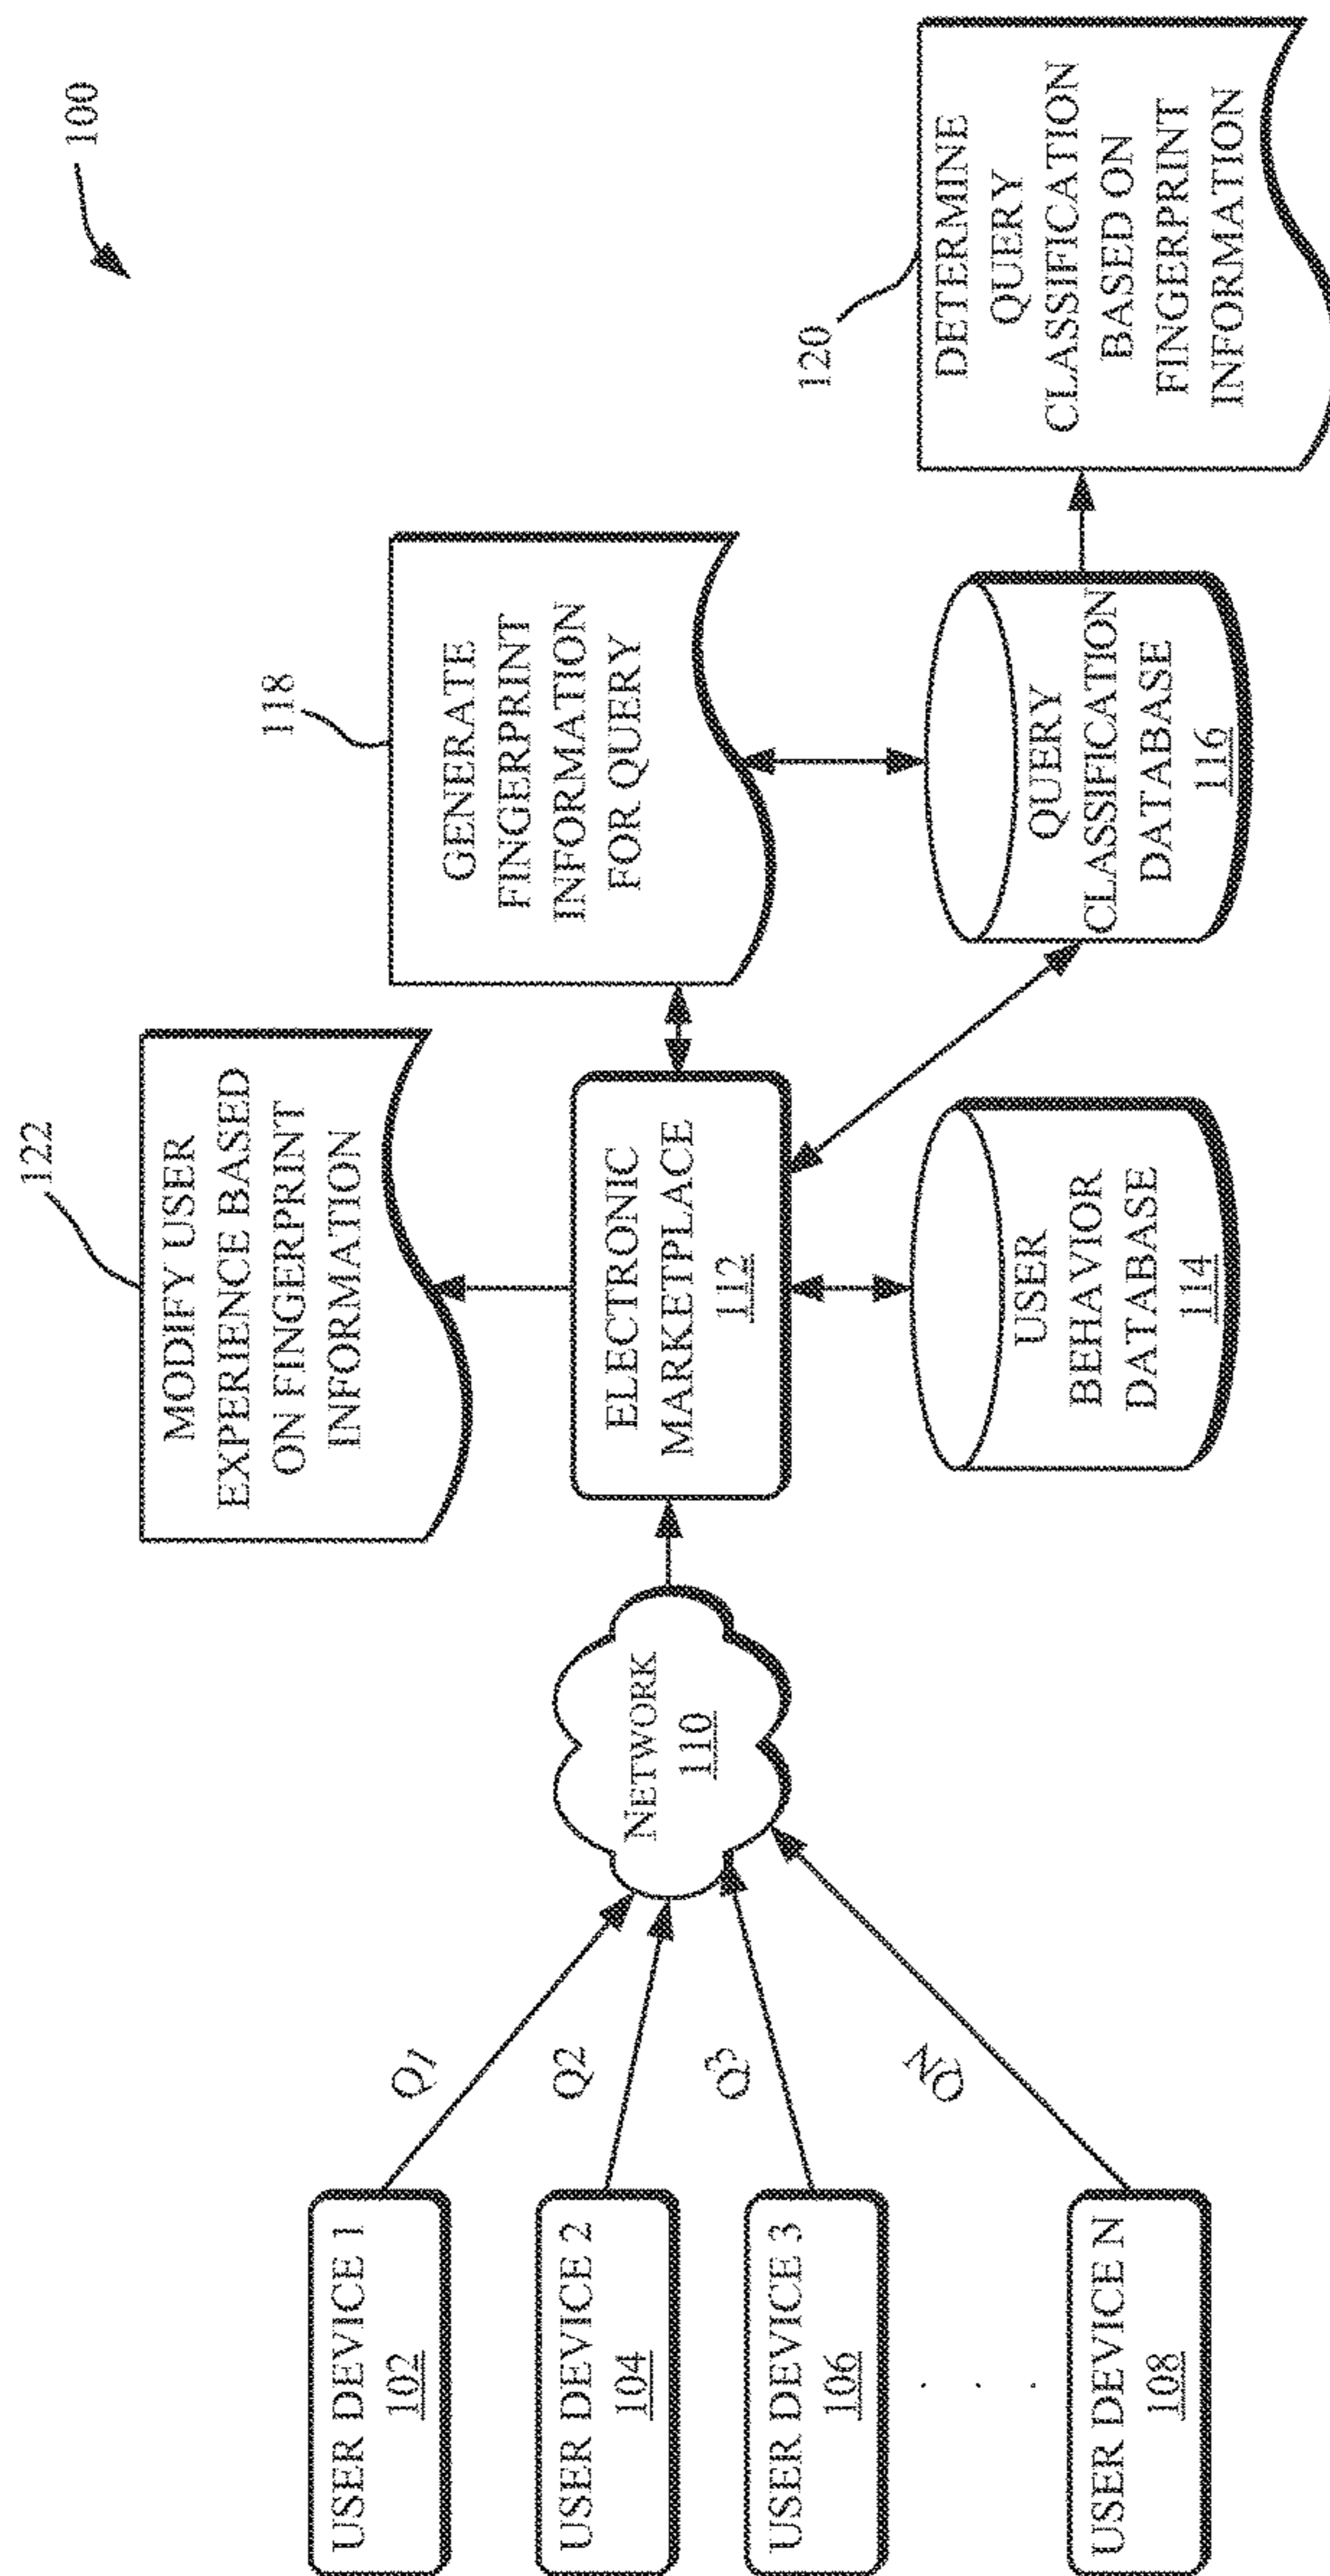 100
122
MODIFY USER
EXPERIENCE BASED
ON FINGERPRINT
INFORMATION
118
GENERATE
FINGERPRINT
INFORMATION
FOR QUERY
USER DEVICE 1
102
USER DEVICE 2
104
USER DEVICE 3
106
. . .
USER DEVICE N
108
Q1
Q2
Q3
QN
NETWORK
110
ELECTRONIC
MARKETPLACE
112
USER
BEHAVIOR
DATABASE
114
QUERY
CLASSIFICATION
DATABASE
116
120
DETERMINE
QUERY
CLASSIFICATION
BASED ON
FINGERPRINT
INFORMATION